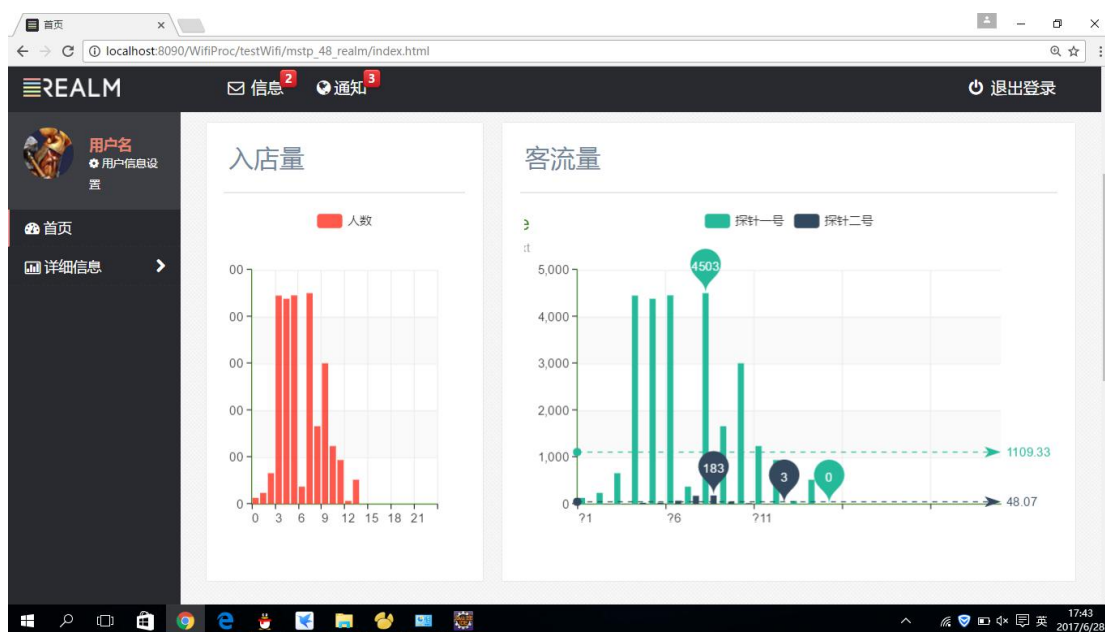 首页
localhost:8090/WifiProc/testWifi/mstp_48_realm/index.html
REALM
信息 2
通知 3
退出登录
用户名
用户信息设
置
首页
详细信息
入店量
人数
00
00
00
00
00
0
0 3 6 9 12 15 18 21
客流量
e
xt
探针一号 探针二号
5,000
4,000
3,000
2,000
1,000
0
4503
183
3
0
1109.33
48.07
?1 ?6 ?11
英
17:43
2017/6/28